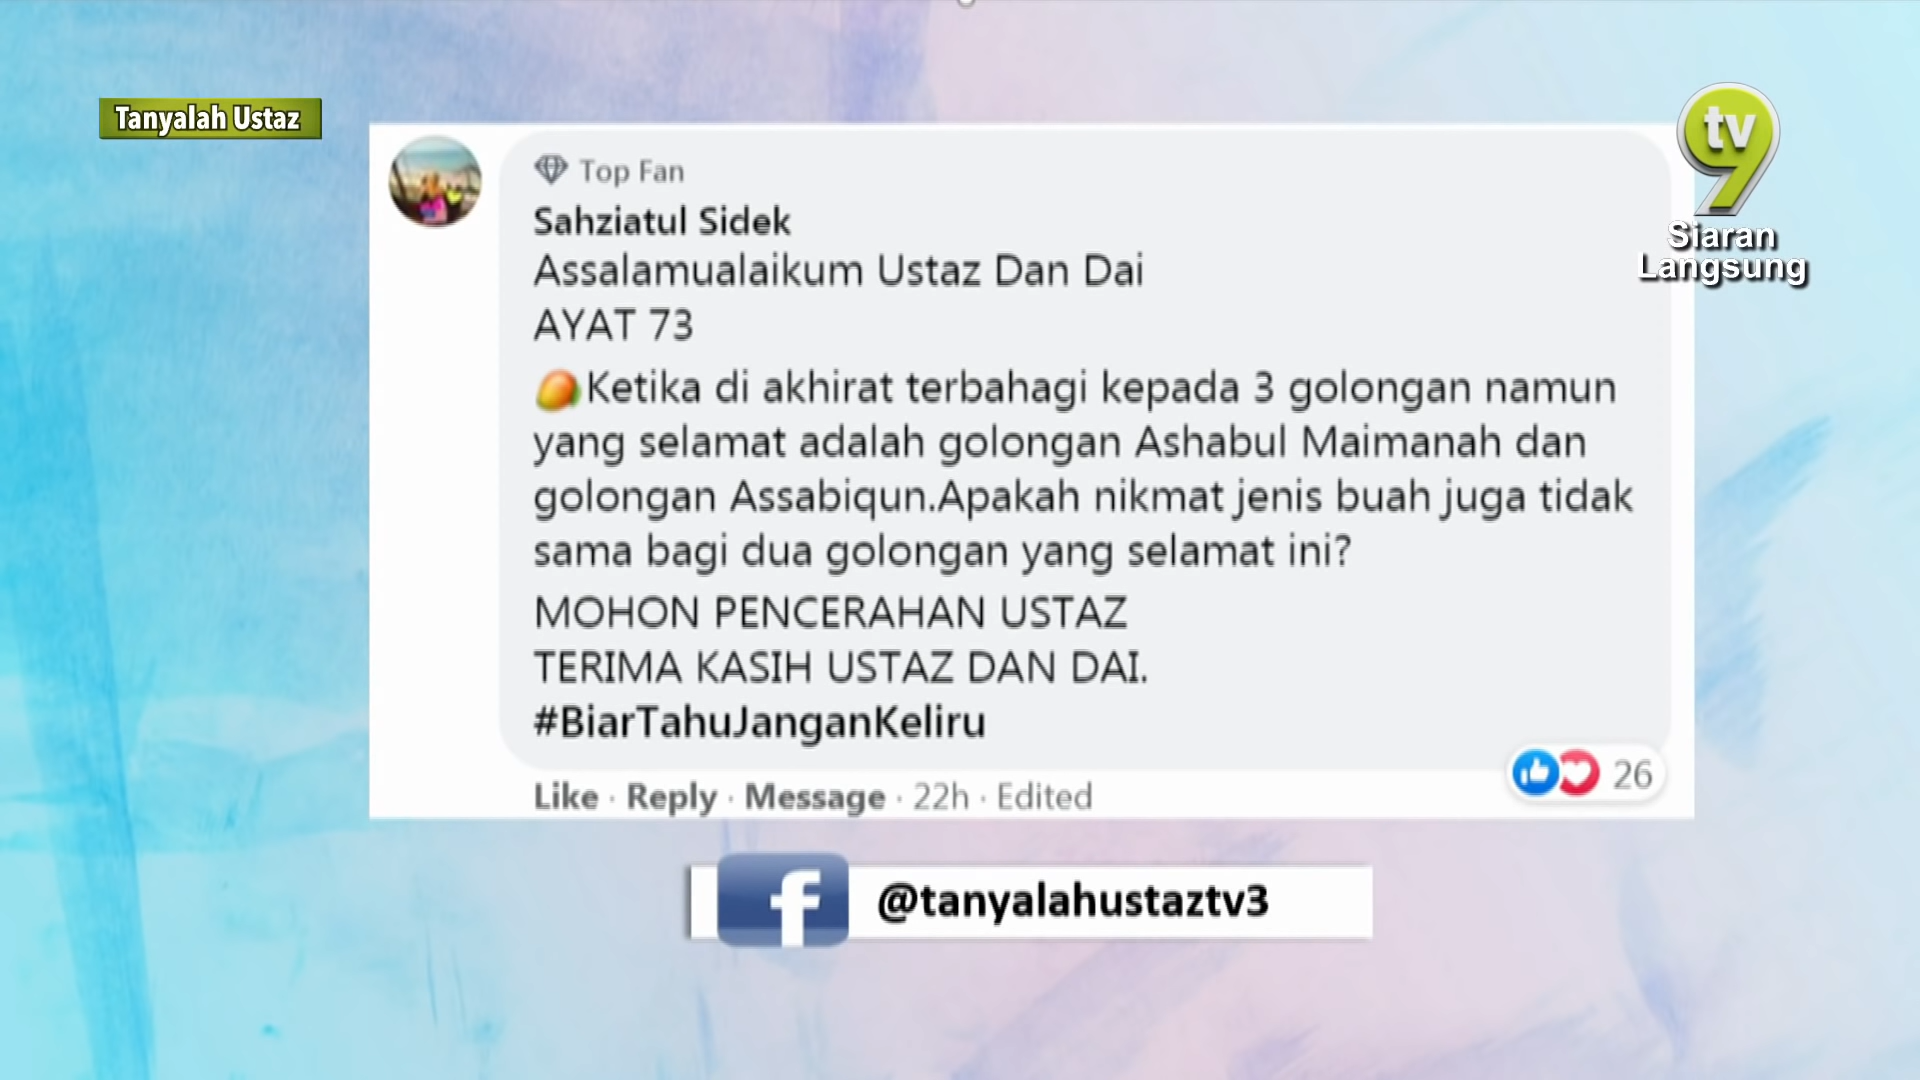 Tanyalah Ustaz
tv9
Siaran
Langsung
Top Fan
Sahziatul Sidek
Assalamualaikum Ustaz Dan Dai
AYAT 73
Ketika di akhirat terbahagi kepada 3 golongan namun
yang selamat adalah golongan Ashabul Maimanah dan
golongan Assabiqun.Apakah nikmat jenis buah juga tidak
sama bagi dua golongan yang selamat ini?
MOHON PENCERAHAN USTAZ
TERIMA KASIH USTAZ DAN DAI.
#BiarTahuJanganKeliru
Like · Reply · Message · 22h · Edited
26
f @tanyalahustaztv3